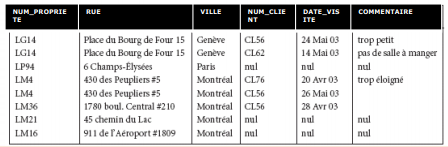 NUM_PROPRIETE RUE VILLE NUM_CLIENT DATE_VISITE COMMENTAIRE
LG14 Place du Bourg de Four 15 Genève CL56 24 Mai 03 trop petit
LG14 Place du Bourg de Four 15 Genève CL62 14 Mai 03 pas de salle à manger
LP94 6 Champs-Élysées Paris nul nul nul
LM4 430 des Peupliers #5 Montréal CL76 20 Avr 03 trop éloigné
LM4 430 des Peupliers #5 Montréal CL56 26 Mai 03
LM36 1780 boul. Central #210 Montréal CL56 28 Avr 03
LM21 45 chemin du Lac Montréal nul nul nul
LM16 911 de l'Aéroport #1809 Montréal nul nul nul